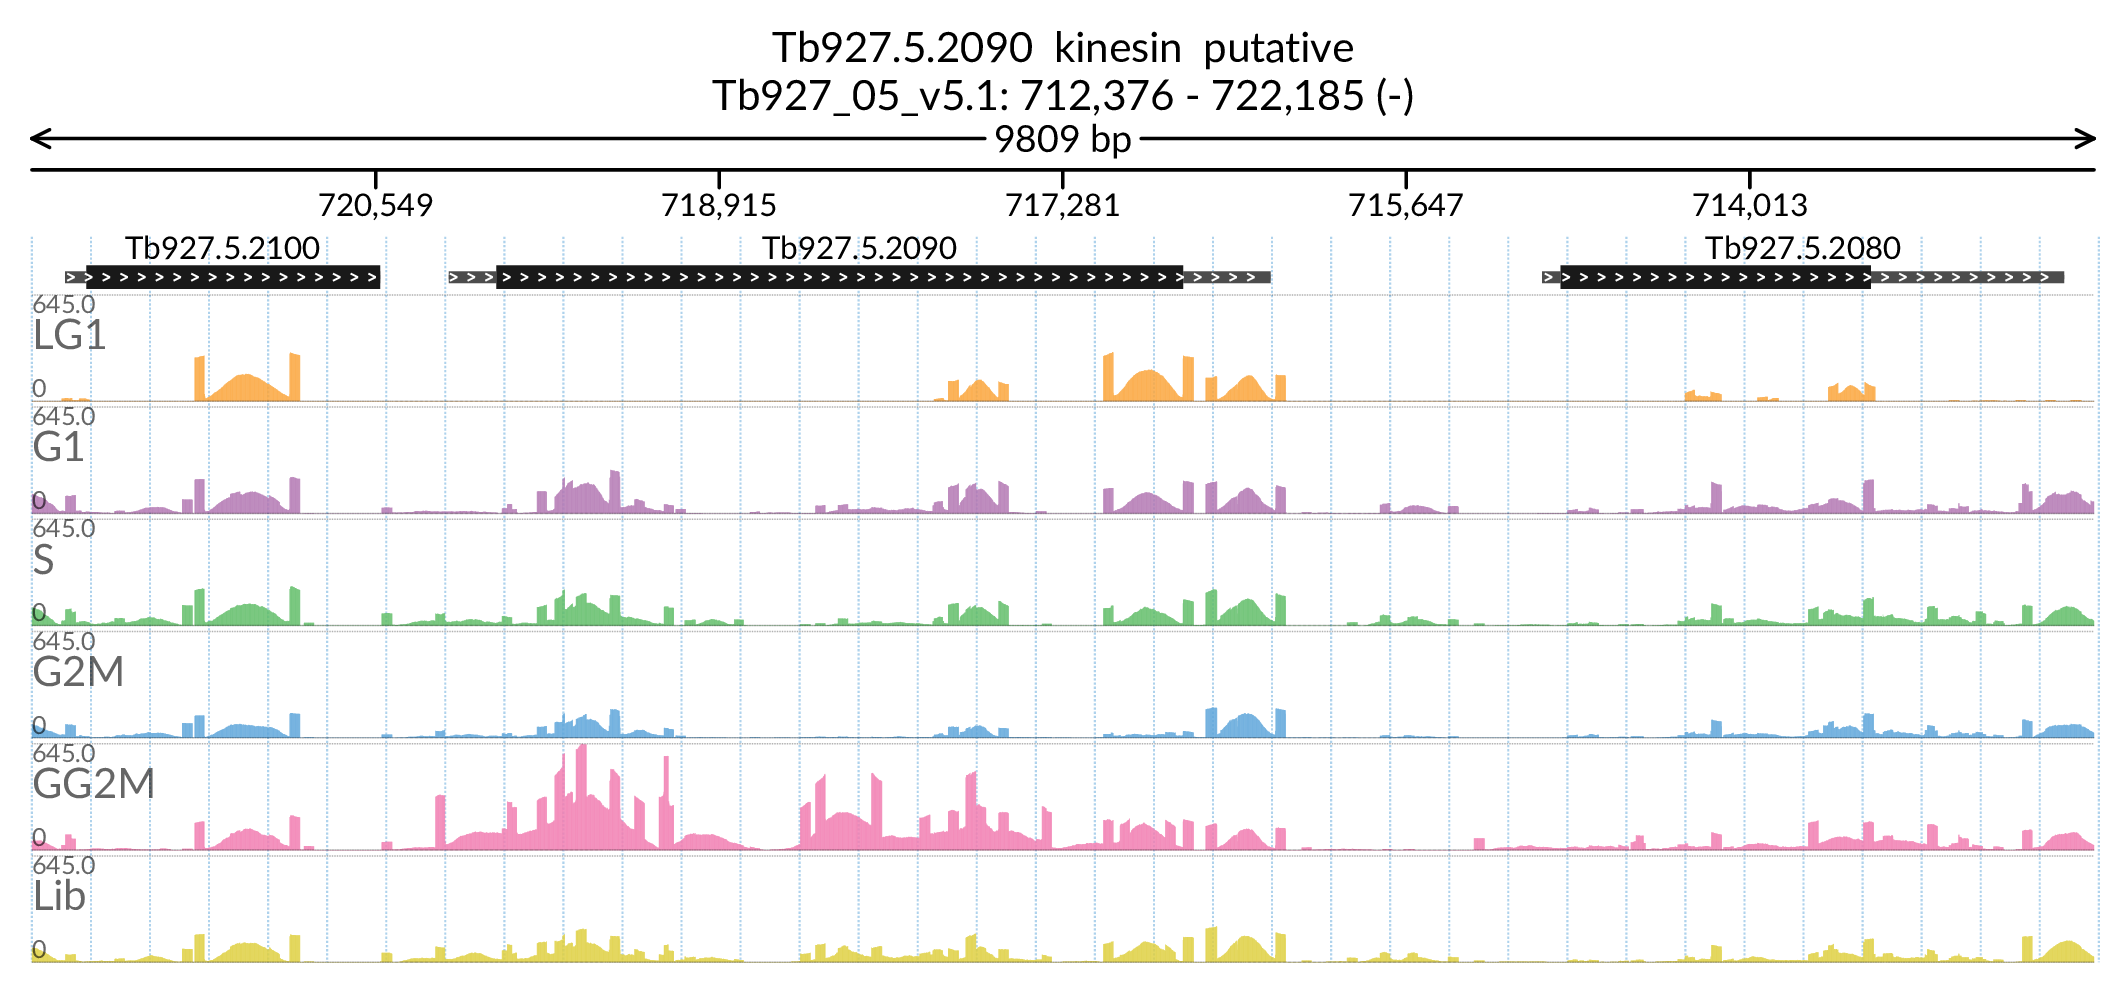 Tb927.5.2090 kinesin putative
Tb927_05_v5.1: 712,376 - 722,185 (-)
9809 bp
720,549 718,915 717,281 715,647 714,013
Tb927.5.2100 Tb927.5.2090 Tb927.5.2080
645.0
LG1
0
645.0
G1
0
645.0
S
0
645.0
G2M
0
645.0
GG2M
0
645.0
Lib
0